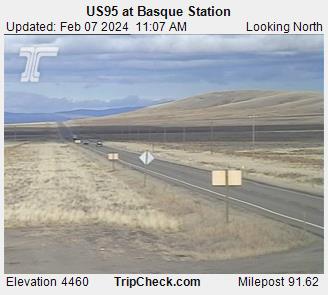 US95 at Basque Station
Updated: Feb 07 2024 11:07 AM Looking North
Elevation 4460 TripCheck.com Milepost 91.62